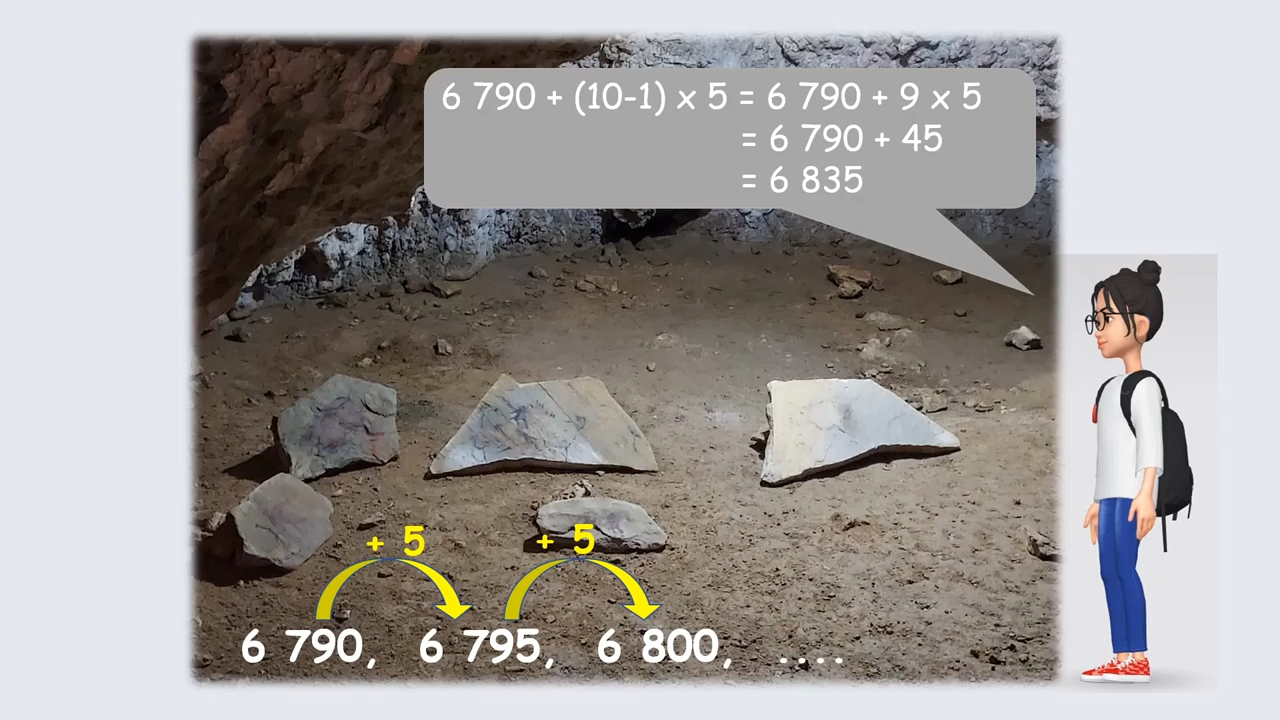 6 790 + (10-1) x 5 = 6 790 + 9 x 5
= 6 790 + 45
= 6 835
+ 5 + 5
6 790, 6 795, 6 800, ....